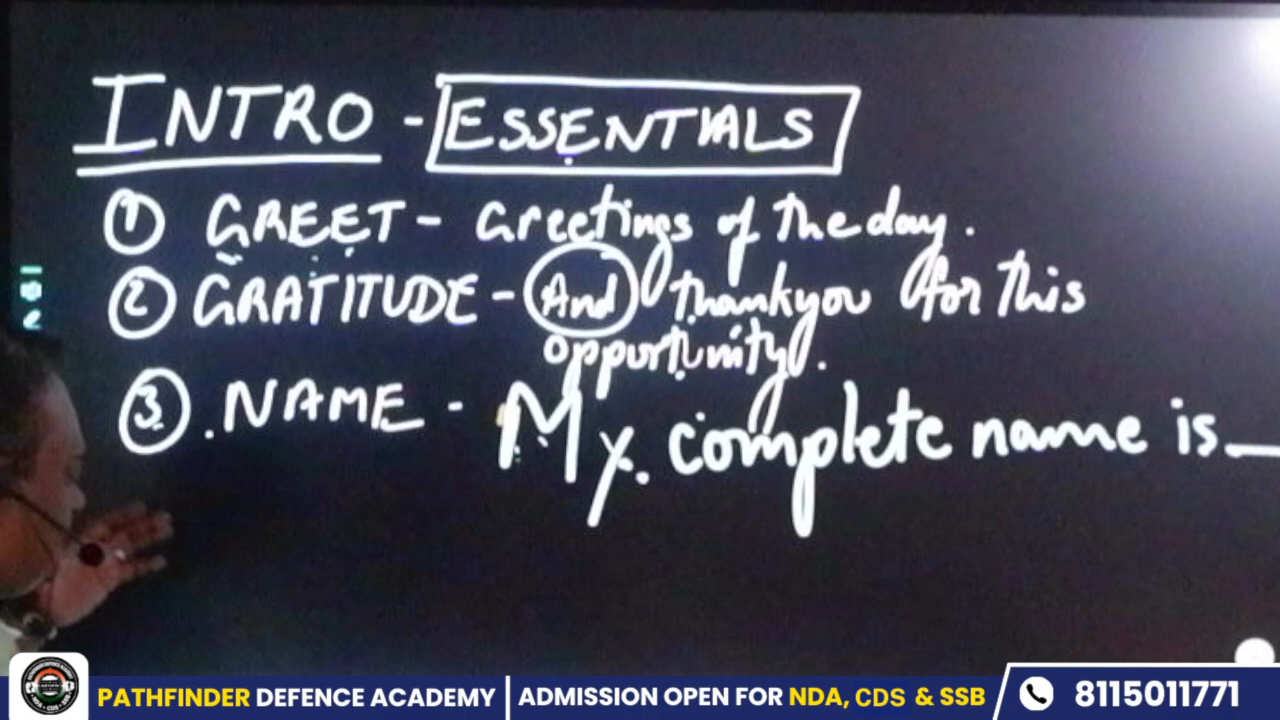 INTRO - ESSENTIALS
① GREET - Greetings of the day.
② GRATITUDE - And thankyou for this
opportunity.
③ NAME - My complete name is
PATHFINDER DEFENCE ACADEMY | ADMISSION OPEN FOR NDA, CDS & SSB 8115011771